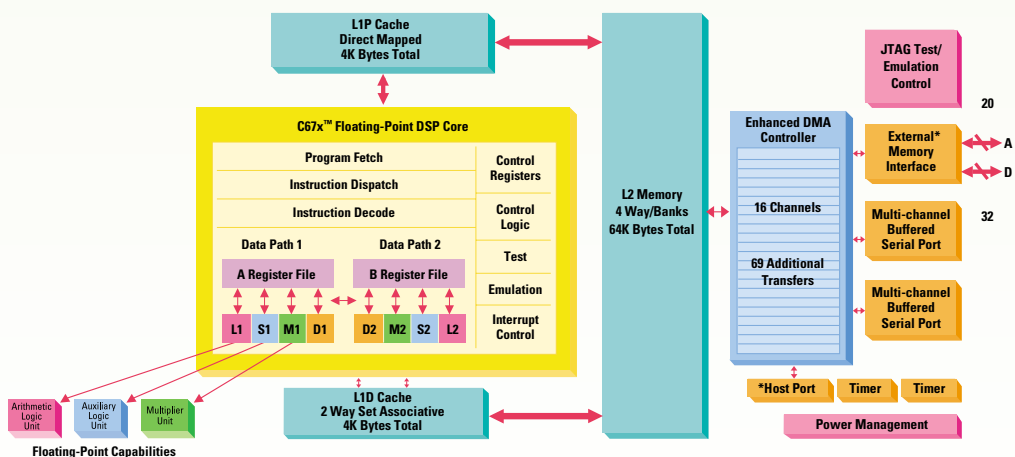 L1P Cache
Direct Mapped
4K Bytes Total
C67x™ Floating-Point DSP Core
Program Fetch
Instruction Dispatch
Instruction Decode
Control
Registers
Control
Logic
Test
Emulation
Interrupt
Control
Data Path 1
Data Path 2
A Register File
B Register File
L1 S1 M1 D1
D2 M2 S2 L2
Arithmetic
Logic
Unit
Auxiliary
Logic
Unit
Multiplier
Unit
Floating-Point Capabilities
L1D Cache
2 Way Set Associative
4K Bytes Total
L2 Memory
4 Way/Banks
64K Bytes Total
Enhanced DMA
Controller
16 Channels
69 Additional
Transfers
JTAG Test/
Emulation
Control
20
External*
Memory
Interface
A
D
32
Multi-channel
Buffered
Serial Port
Multi-channel
Buffered
Serial Port
*Host Port
Timer
Timer
Power Management